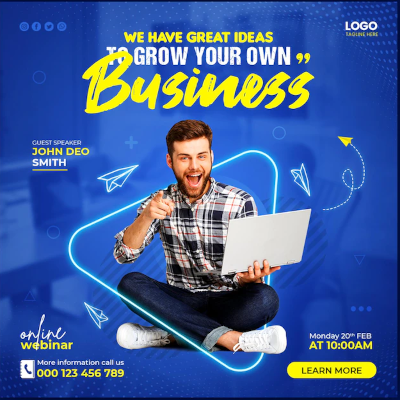 LOGO
TAGLINE HERE
WE HAVE GREAT IDEAS
TO GROW YOUR OWN
Business”
GUEST SPEAKER
JOHN DEO
SMITH
online
webinar
More information call us
000 123 456 789
Monday 20th FEB
AT 10:00AM
LEARN MORE